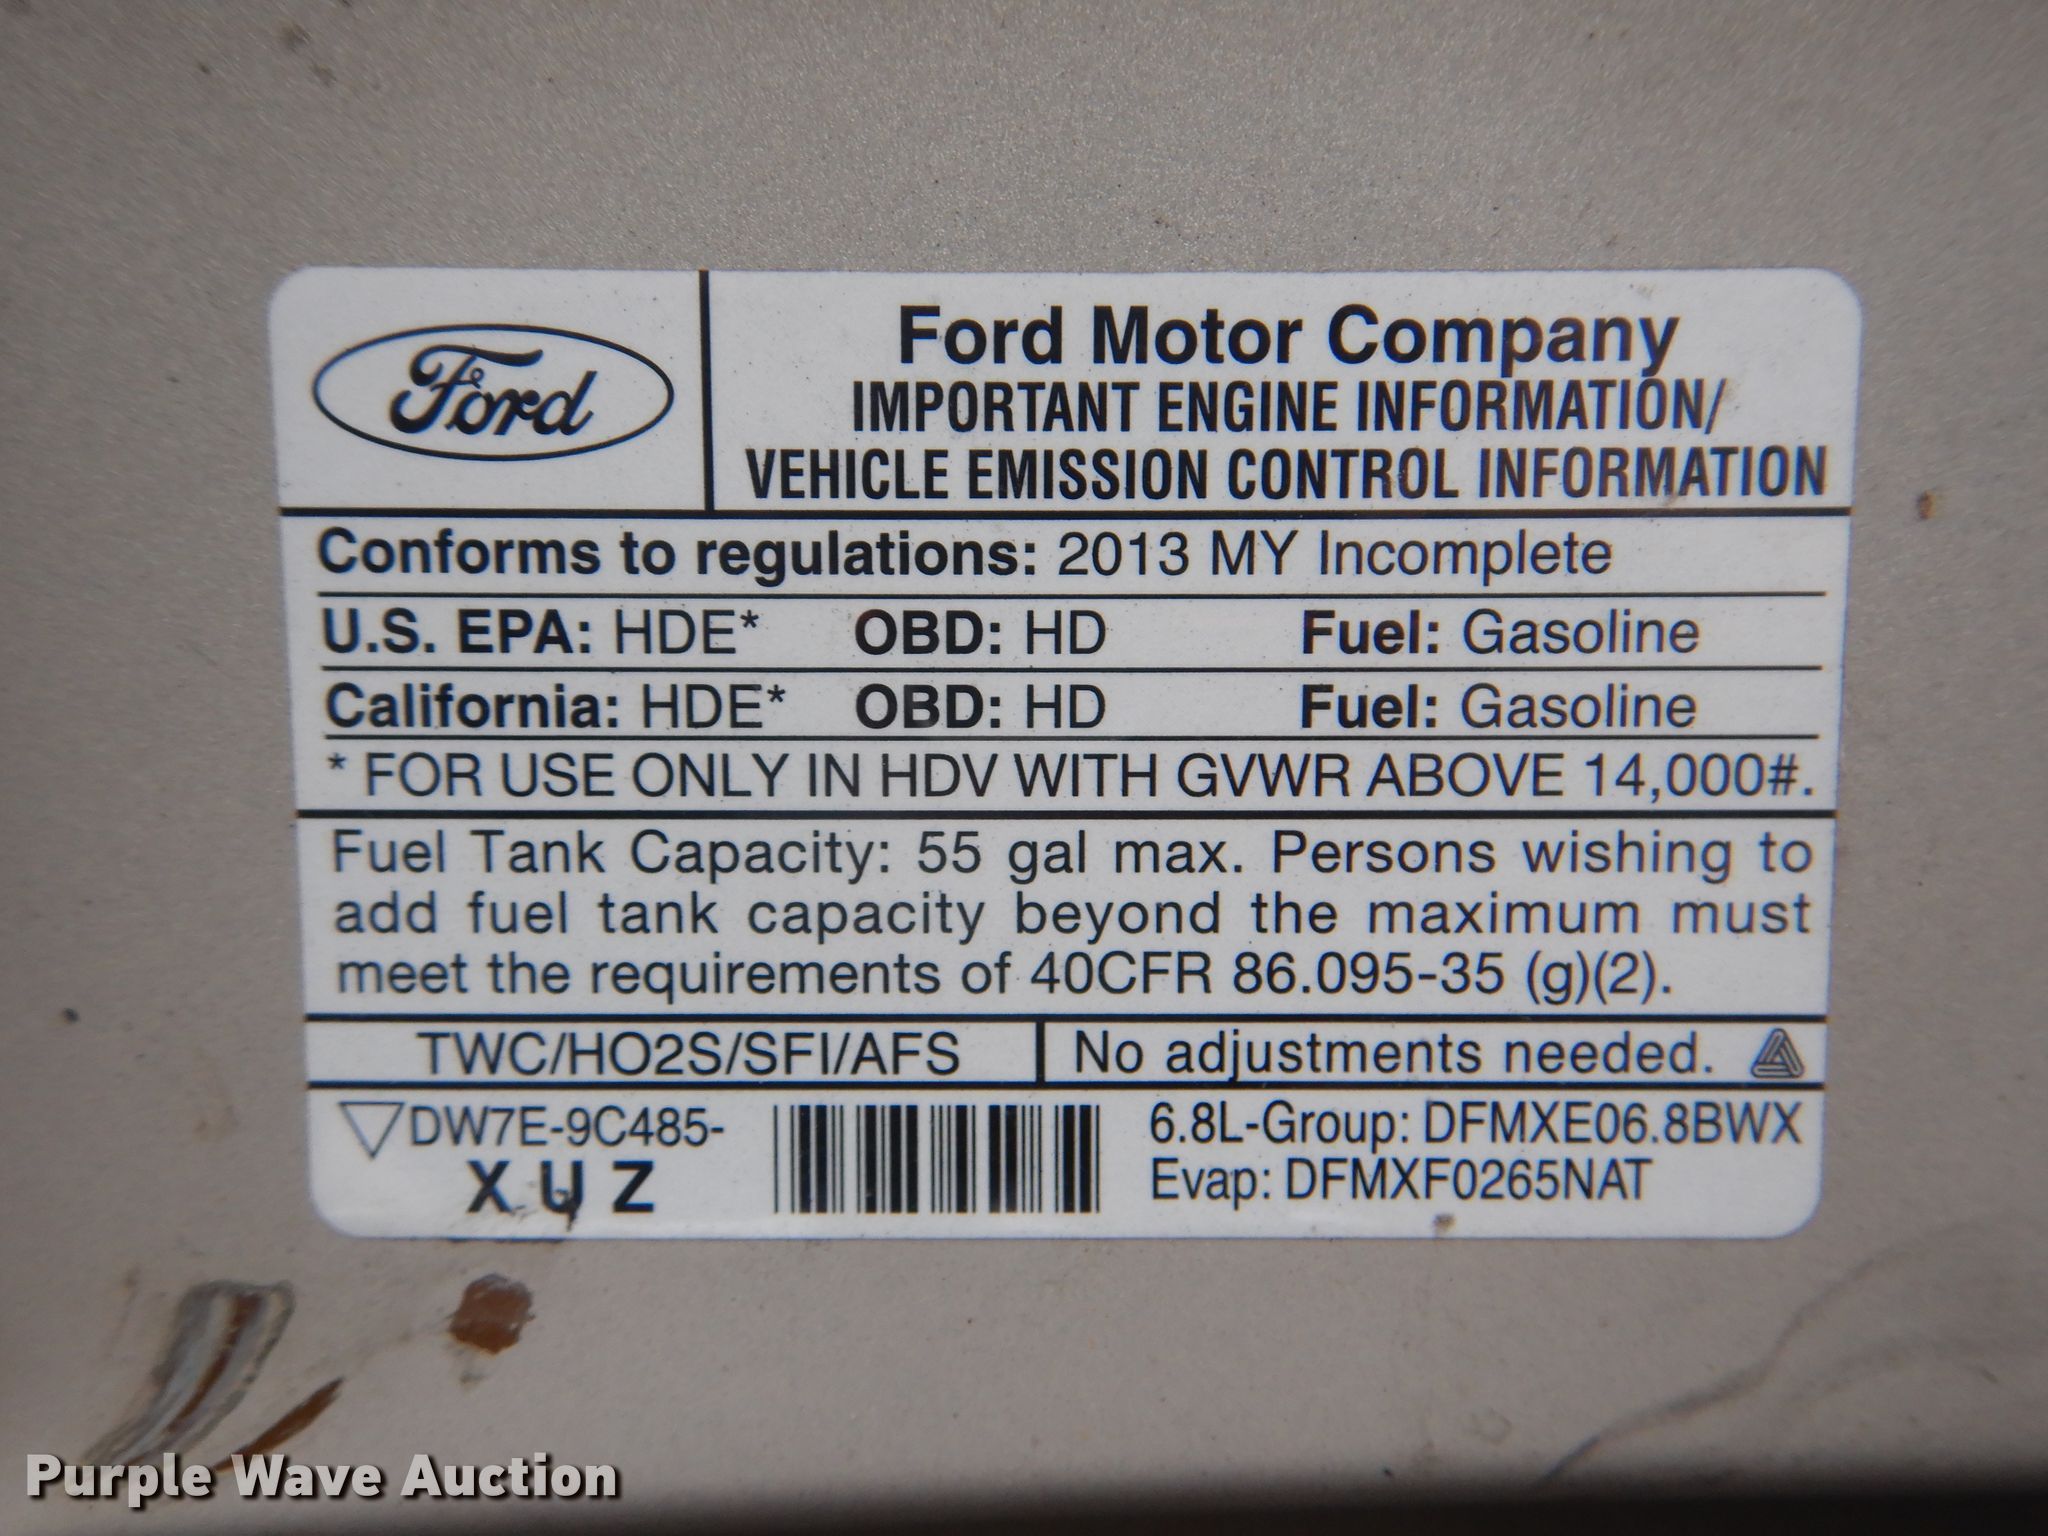 Ford
Ford Motor Company
IMPORTANT ENGINE INFORMATION/
VEHICLE EMISSION CONTROL INFORMATION
Conforms to regulations: 2013 MY Incomplete
U.S. EPA: HDE* OBD: HD Fuel: Gasoline
California: HDE* OBD: HD Fuel: Gasoline
* FOR USE ONLY IN HDV WITH GVWR ABOVE 14,000#.
Fuel Tank Capacity: 55 gal max. Persons wishing to
add fuel tank capacity beyond the maximum must
meet the requirements of 40CFR 86.095-35 (g)(2).
TWC/HO2S/SFI/AFS No adjustments needed.
DW7E-9C485-
X U Z
6.8L-Group: DFMXE06.8BWX
Evap: DFMXF0265NAT
Purple Wave Auction